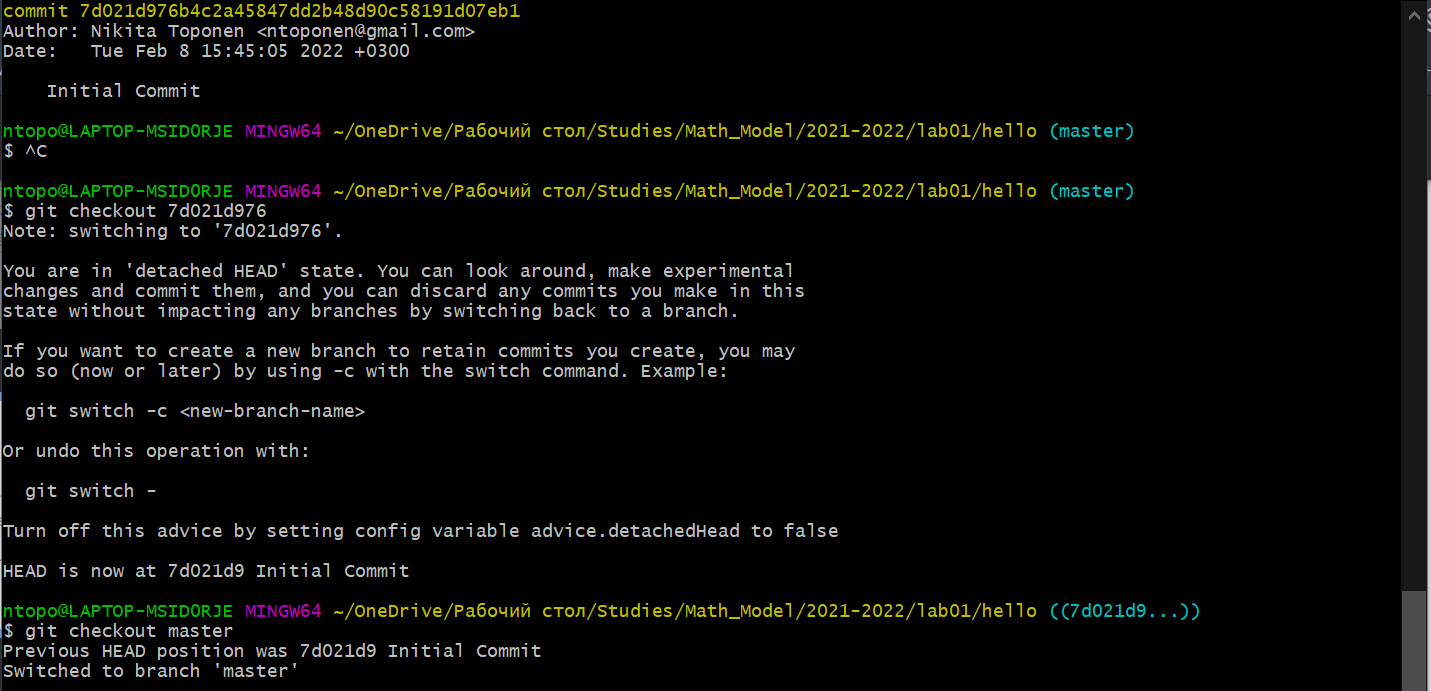 commit 7d021d976b4c2a45847dd2b48d90c58191d07eb1
Author: Nikita Toponen <ntoponen@gmail.com>
Date:   Tue Feb 8 15:45:05 2022 +0300
    Initial Commit
ntopo@LAPTOP-MSIDORJE MINGW64 ~/OneDrive/Рабочий стол/Studies/Math_Model/2021-2022/lab01/hello (master)
$ ^C
ntopo@LAPTOP-MSIDORJE MINGW64 ~/OneDrive/Рабочий стол/Studies/Math_Model/2021-2022/lab01/hello (master)
$ git checkout 7d021d976
Note: switching to '7d021d976'.
You are in 'detached HEAD' state. You can look around, make experimental
changes and commit them, and you can discard any commits you make in this
state without impacting any branches by switching back to a branch.
If you want to create a new branch to retain commits you create, you may
do so (now or later) by using -c with the switch command. Example:
  git switch -c <new-branch-name>
Or undo this operation with:
  git switch -
Turn off this advice by setting config variable advice.detachedHead to false
HEAD is now at 7d021d9 Initial Commit
ntopo@LAPTOP-MSIDORJE MINGW64 ~/OneDrive/Рабочий стол/Studies/Math_Model/2021-2022/lab01/hello ((7d021d9...))
$ git checkout master
Previous HEAD position was 7d021d9 Initial Commit
Switched to branch 'master'